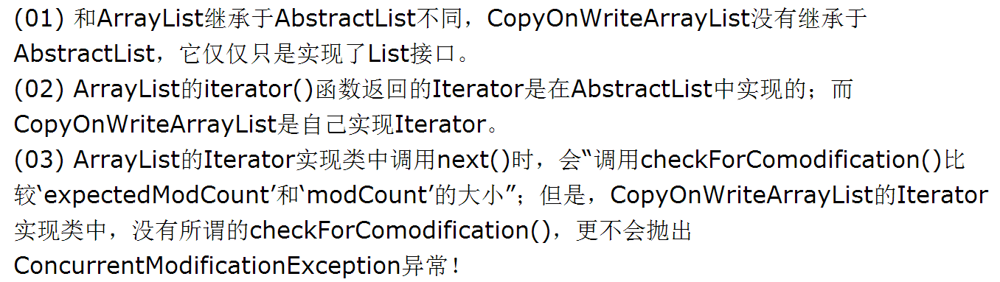 (01) 和ArrayList继承于AbstractList不同，CopyOnWriteArrayList没有继承于
AbstractList，它仅仅只是实现了List接口。
(02) ArrayList的iterator()函数返回的Iterator是在AbstractList中实现的；而
CopyOnWriteArrayList是自己实现Iterator。
(03) ArrayList的Iterator实现类中调用next()时，会“调用checkForComodification()比
较‘expectedModCount’和‘modCount’的大小”；但是，CopyOnWriteArrayList的Iterator
实现类中，没有所谓的checkForComodification()，更不会抛出
ConcurrentModificationException异常！